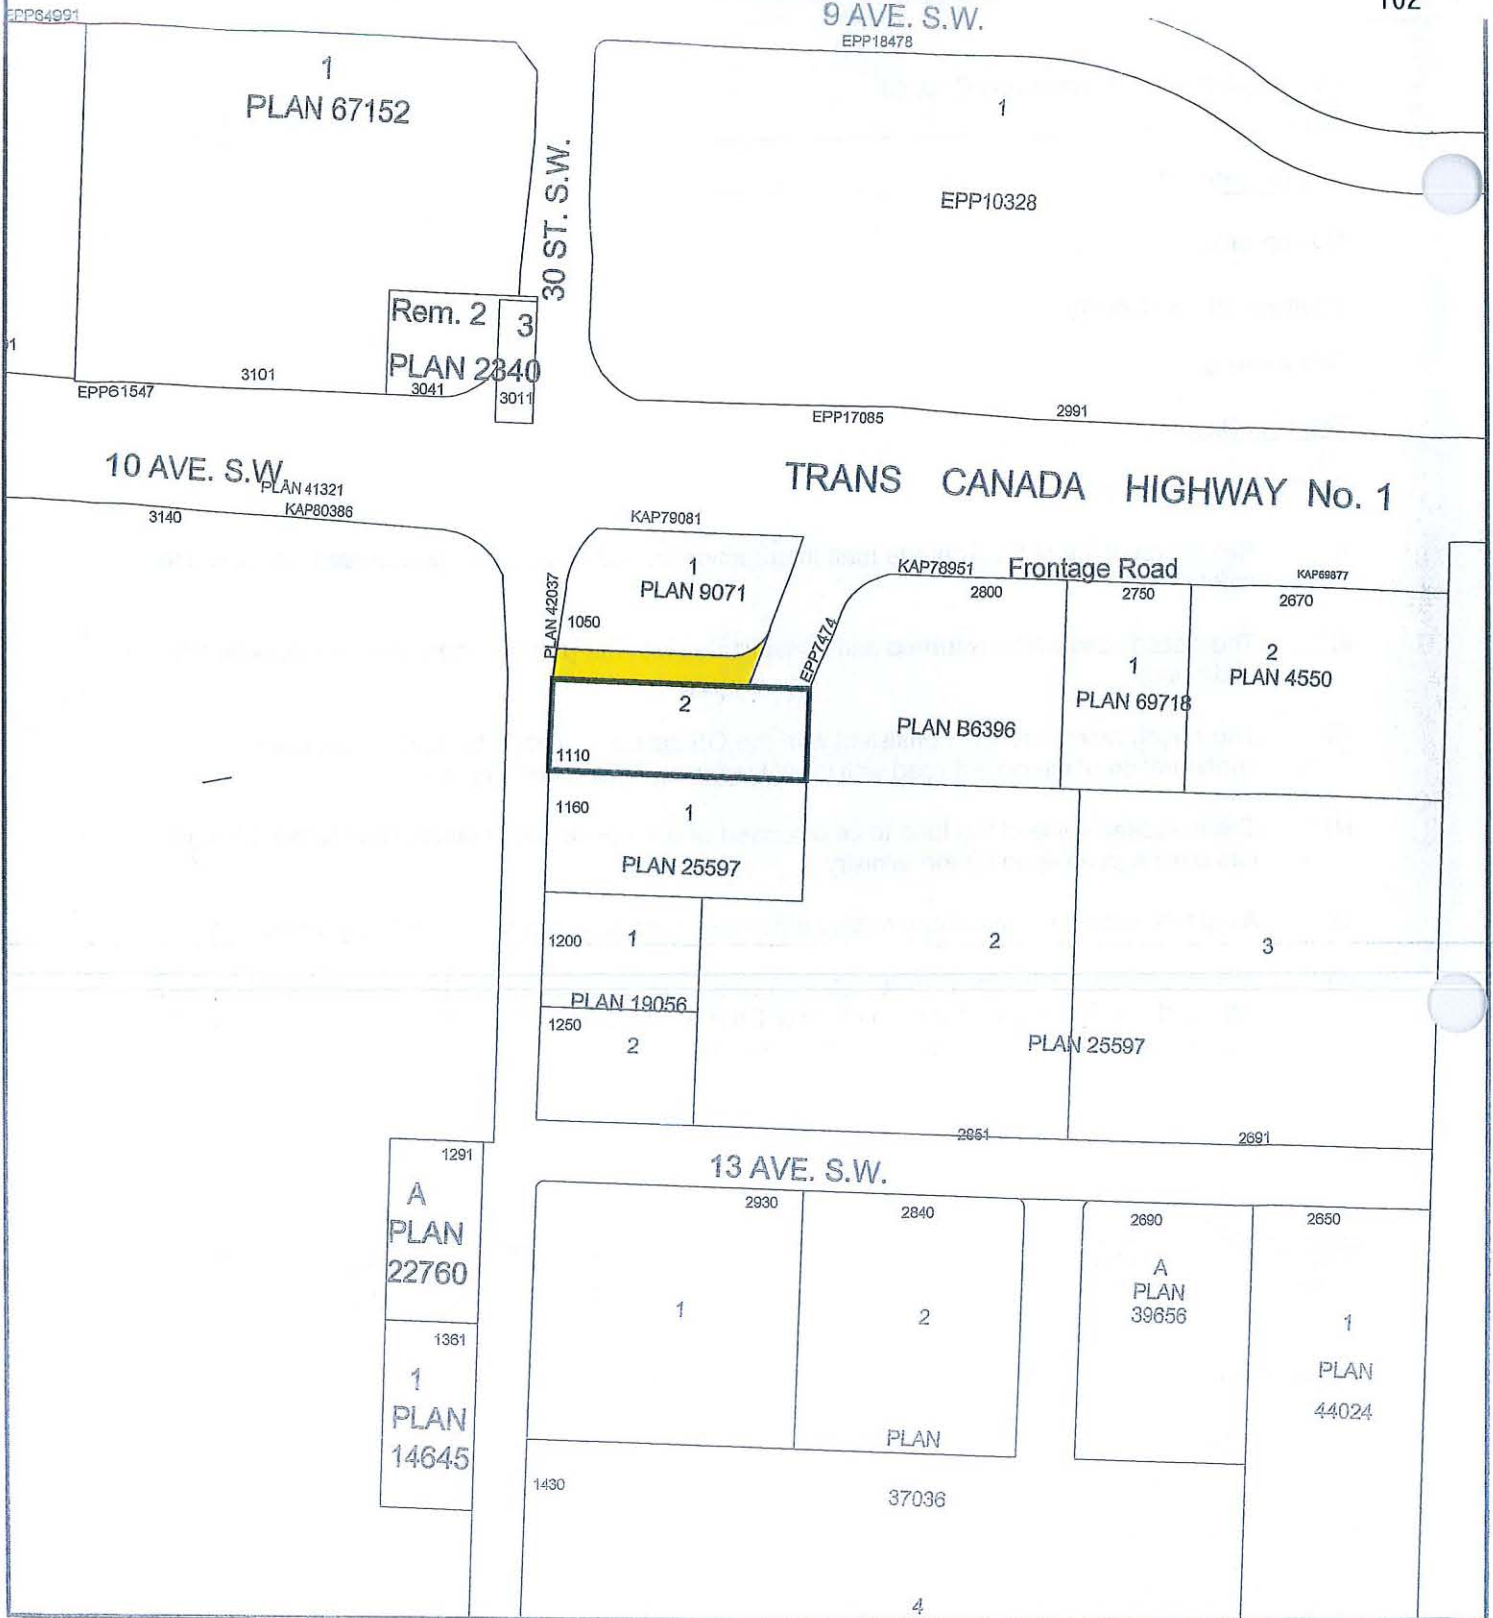 102
EPP64991
9 AVE. S.W.
EPP18478
1
PLAN 67152
1
EPP10328
30 ST. S.W.
Rem. 2
3
PLAN 2340
3101
3041
3011
EPP61547
EPP17085
2991
10 AVE. S.W.
PLAN 41321
TRANS CANADA HIGHWAY No. 1
3140
KAP80386
KAP79081
1
PLAN 9071
1050
PLAN 42037
KAP78951
Frontage Road
KAP69877
2800
2750
2670
EPP7474
1
PLAN 69718
2
PLAN 4550
2
1110
PLAN B6396
1160
1
PLAN 25597
1200
1
2
3
PLAN 19056
1250
2
PLAN 25597
2851
2691
1291
A
PLAN
22760
13 AVE. S.W.
2930
2840
2690
2650
1
2
A
PLAN
39656
1
PLAN
44024
1361
1
PLAN
14645
PLAN
37036
1430
4